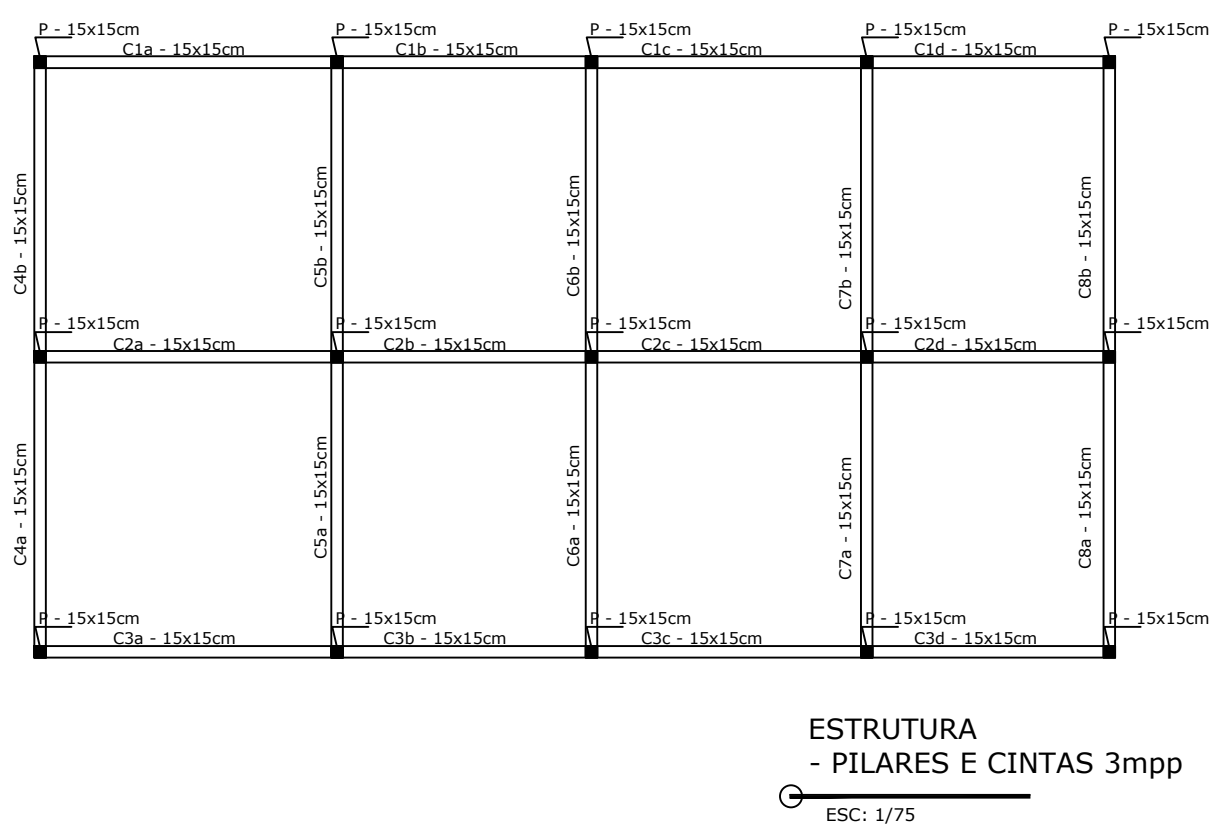 P - 15x15cm P - 15x15cm P - 15x15cm P - 15x15cm P - 15x15cm
C1a - 15x15cm C1b - 15x15cm C1c - 15x15cm C1d - 15x15cm
C4b - 15x15cm
C5b - 15x15cm
C6b - 15x15cm
C7b - 15x15cm
C8b - 15x15cm
P - 15x15cm P - 15x15cm P - 15x15cm P - 15x15cm P - 15x15cm
C2a - 15x15cm C2b - 15x15cm C2c - 15x15cm C2d - 15x15cm
C4a - 15x15cm
C5a - 15x15cm
C6a - 15x15cm
C7a - 15x15cm
C8a - 15x15cm
P - 15x15cm P - 15x15cm P - 15x15cm P - 15x15cm P - 15x15cm
C3a - 15x15cm C3b - 15x15cm C3c - 15x15cm C3d - 15x15cm
ESTRUTURA
- PILARES E CINTAS 3mpp
ESC: 1/75